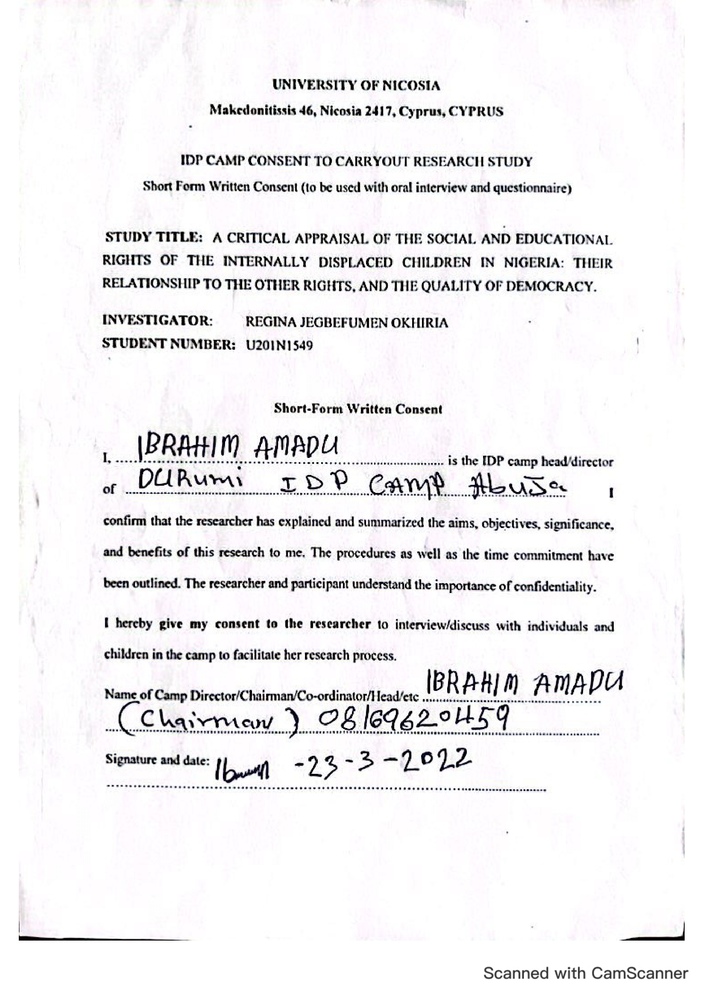 UNIVERSITY OF NICOSIA
Makedonitissis 46, Nicosia 2417, Cyprus, CYPRUS
IDP CAMP CONSENT TO CARRYOUT RESEARCH STUDY
Short Form Written Consent (to be used with oral interview and questionnaire)
STUDY TITLE: A CRITICAL APPRAISAL OF THE SOCIAL AND EDUCATIONAL
RIGHTS OF THE INTERNALLY DISPLACED CHILDREN IN NIGERIA: THEIR
RELATIONSHIP TO THE OTHER RIGHTS, AND THE QUALITY OF DEMOCRACY.
INVESTIGATOR: REGINA JEGBEFUMEN OKHIRIA
STUDENT NUMBER: U201N1549
Short-Form Written Consent
I, IBRAHIM AMADU is the IDP camp head/director
of DURumi IDP CAMP AbuJa I
confirm that the researcher has explained and summarized the aims, objectives, significance,
and benefits of this research to me. The procedures as well as the time commitment have
been outlined. The researcher and participant understand the importance of confidentiality.
I hereby give my consent to the researcher to interview/discuss with individuals and
children in the camp to facilitate her research process.
Name of Camp Director/Chairman/Co-ordinator/Head/etc IBRAHIM AMADU
(Chairman) 08169620459
Signature and date: -23-3-2022
Scanned with CamScanner